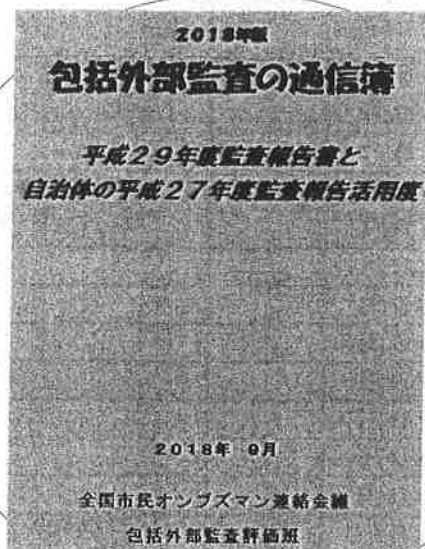 2018年版
包括外部監査の通信簿
平成29年度監査報告書と
自治体の平成27年度監査報告活用度
2018年 9月
全国市民オンブズマン連絡会議
包括外部監査評価班